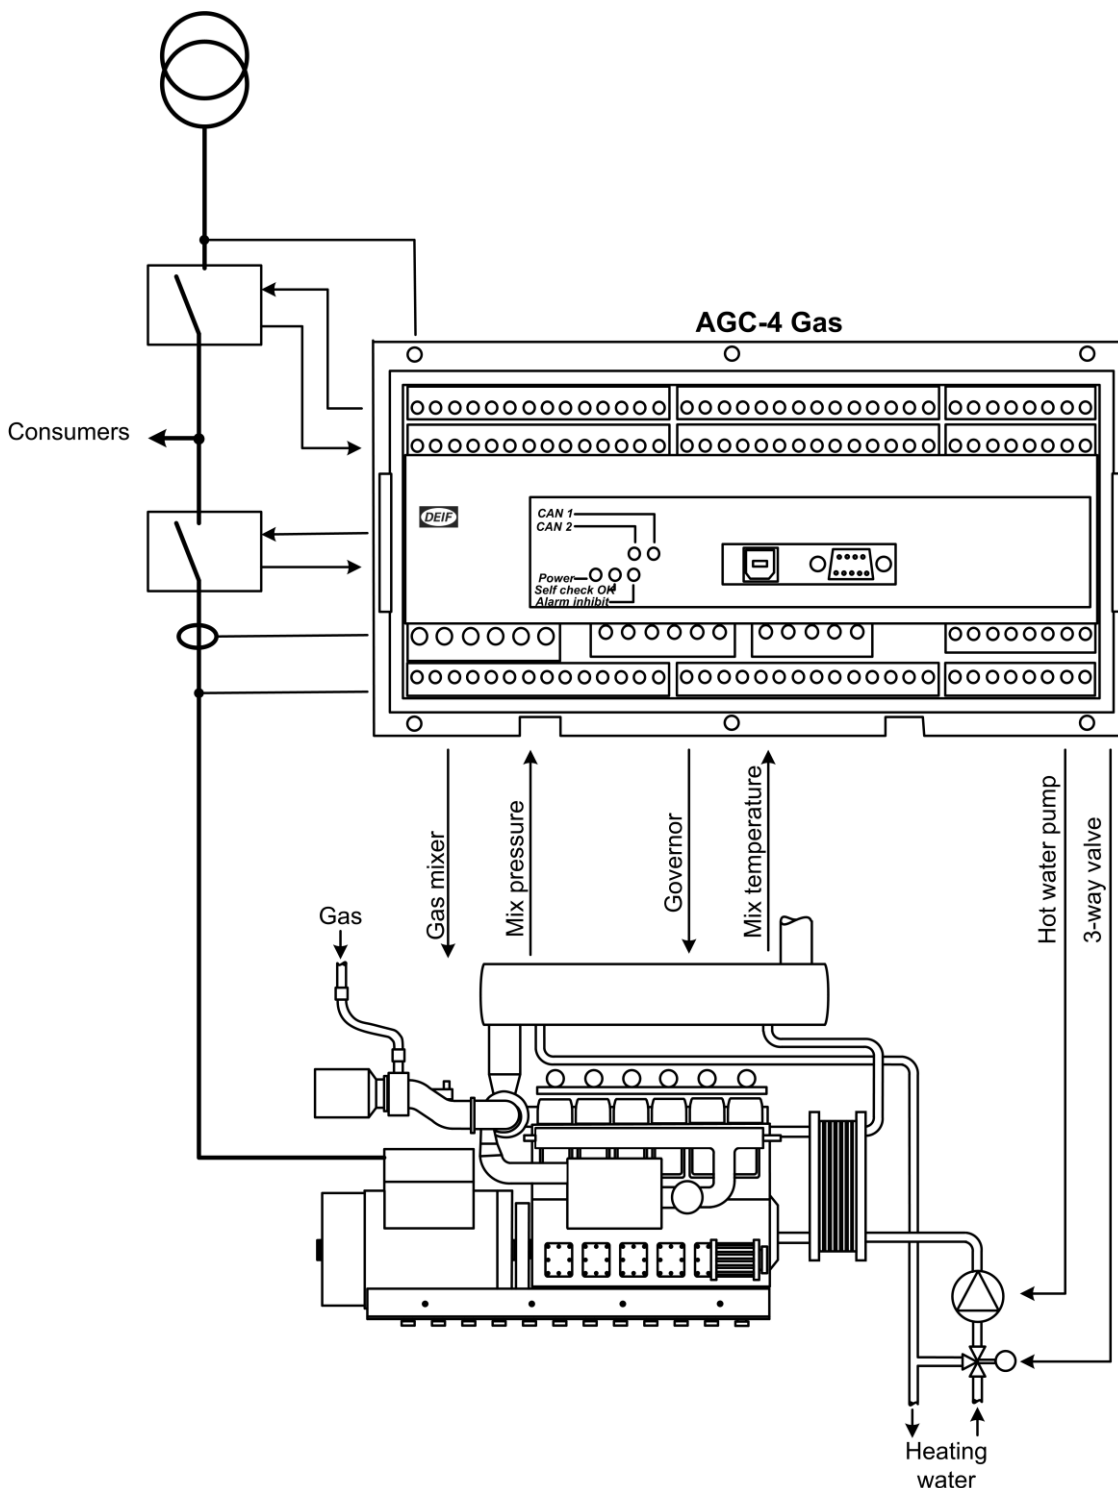 AGC-4 Gas
Consumers
DEIF
CAN 1
CAN 2
Power
Self check OK
Alarm inhibit
Gas mixer
Mix pressure
Governor
Mix temperature
Hot water pump
3-way valve
Gas
Heating
water